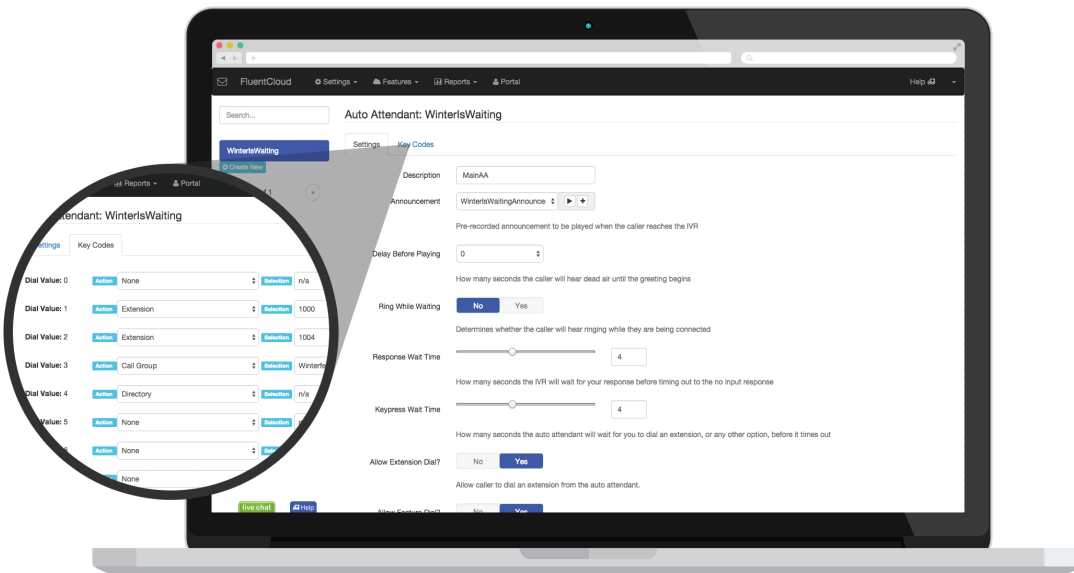 FluentCloud Settings Features Reports Portal Help
Search...
Auto Attendant: WinterIsWaiting
WinterIsWaiting
Create New
Settings Key Codes
Description MainAA
Announcement WinterIsWaitingAnnounce
Pre-recorded announcement to be played when the caller reaches the IVR
Delay Before Playing 0
How many seconds the caller will hear dead air until the greeting begins
Ring While Waiting No Yes
Determines whether the caller will hear ringing while they are being connected
Response Wait Time 4
How many seconds the IVR will wait for your response before timing out to the no input response
Keypress Wait Time 4
How many seconds the auto attendant will wait for you to dial an extension, or any other option, before it times out
Allow Extension Dial? No Yes
Allow caller to dial an extension from the auto attendant.
Allow Feature Dial? No Yes
live chat Help
Reports Portal
tendant: WinterIsWaiting
ettings Key Codes
Dial Value: 0 Action None Selection n/a
Dial Value: 1 Action Extension Selection 1000
Dial Value: 2 Action Extension Selection 1004
Dial Value: 3 Action Call Group Selection Winterfe
Dial Value: 4 Action Directory Selection n/a
Value: 5 Action None Selection
Action None
None